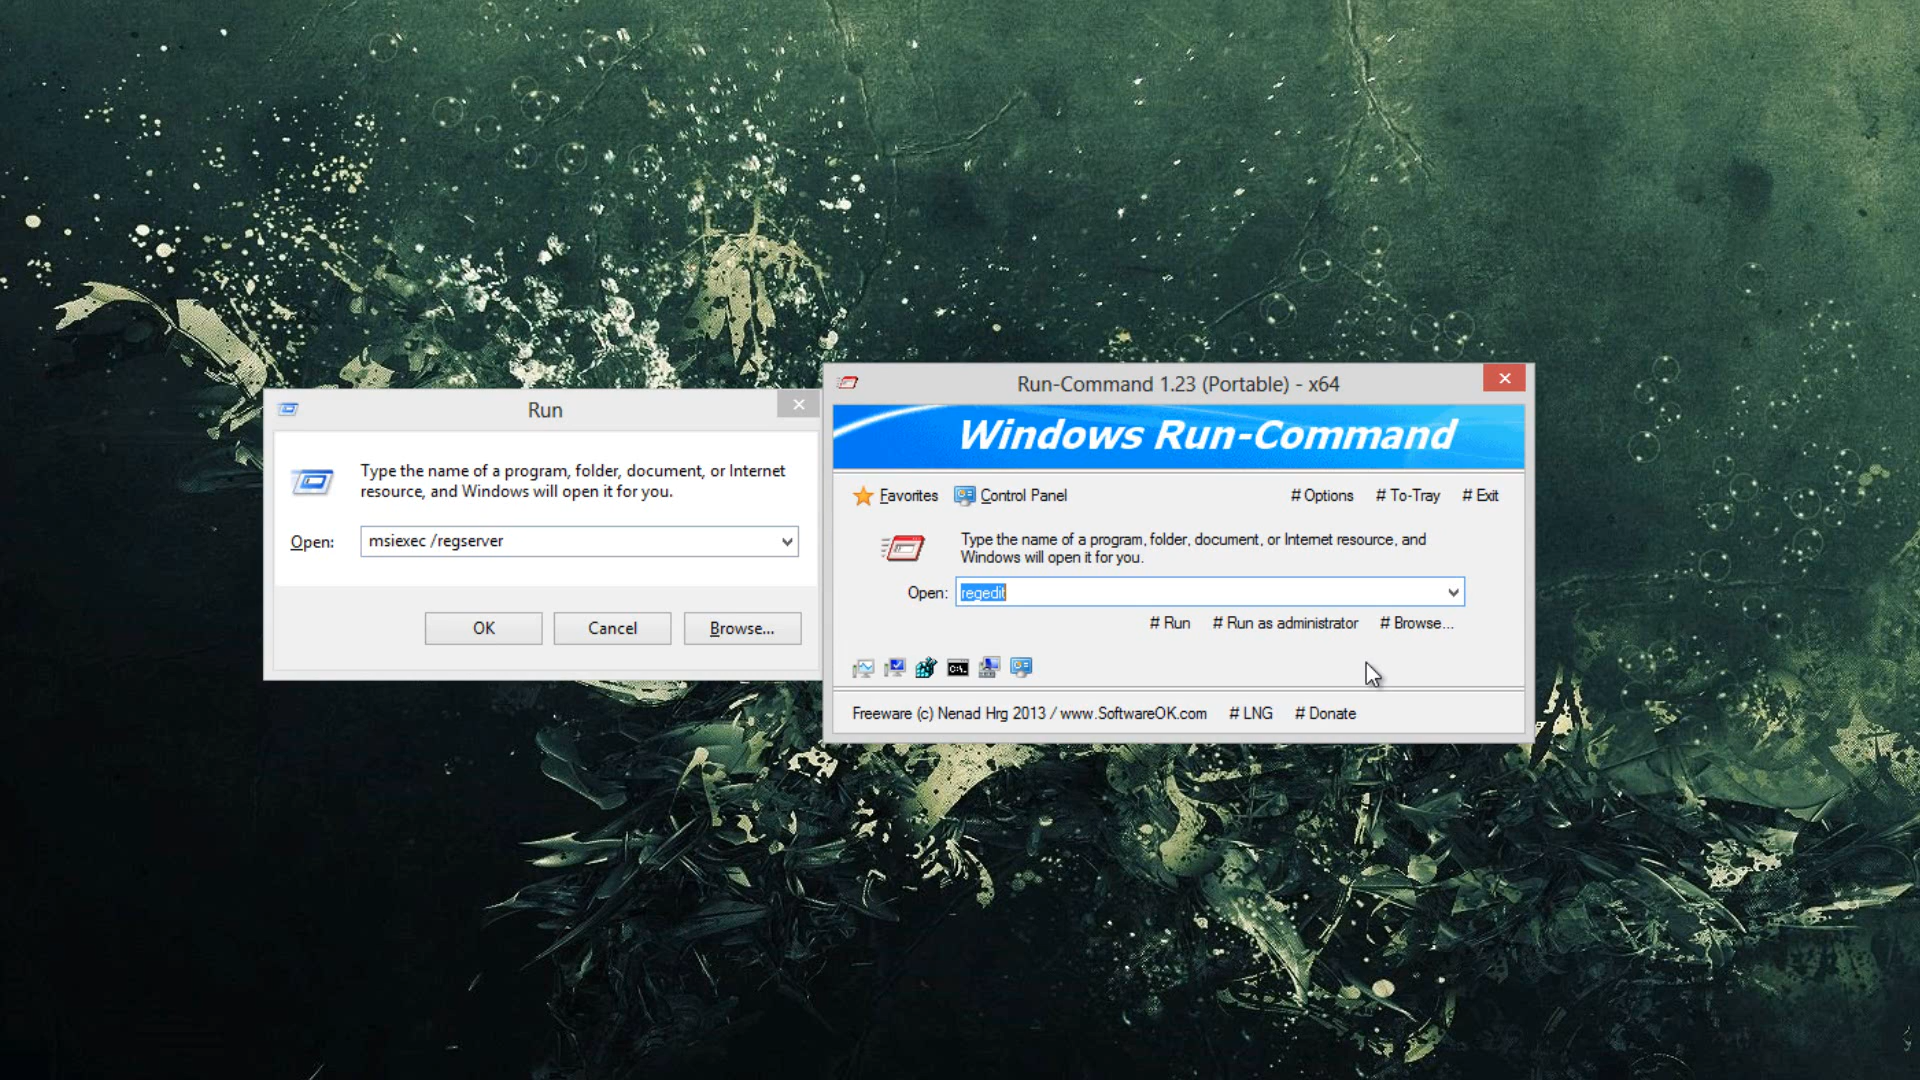 Run
Type the name of a program, folder, document, or Internet
resource, and Windows will open it for you.
Open: msiexec /regserver
OK Cancel Browse...
Run-Command 1.23 (Portable) - x64
Windows Run-Command
Favorites Control Panel # Options # To-Tray # Exit
Type the name of a program, folder, document, or Internet resource, and
Windows will open it for you.
Open: regedit
# Run # Run as administrator # Browse...
C:\.
Freeware (c) Nenad Hrg 2013 / www.SoftwareOK.com # LNG # Donate